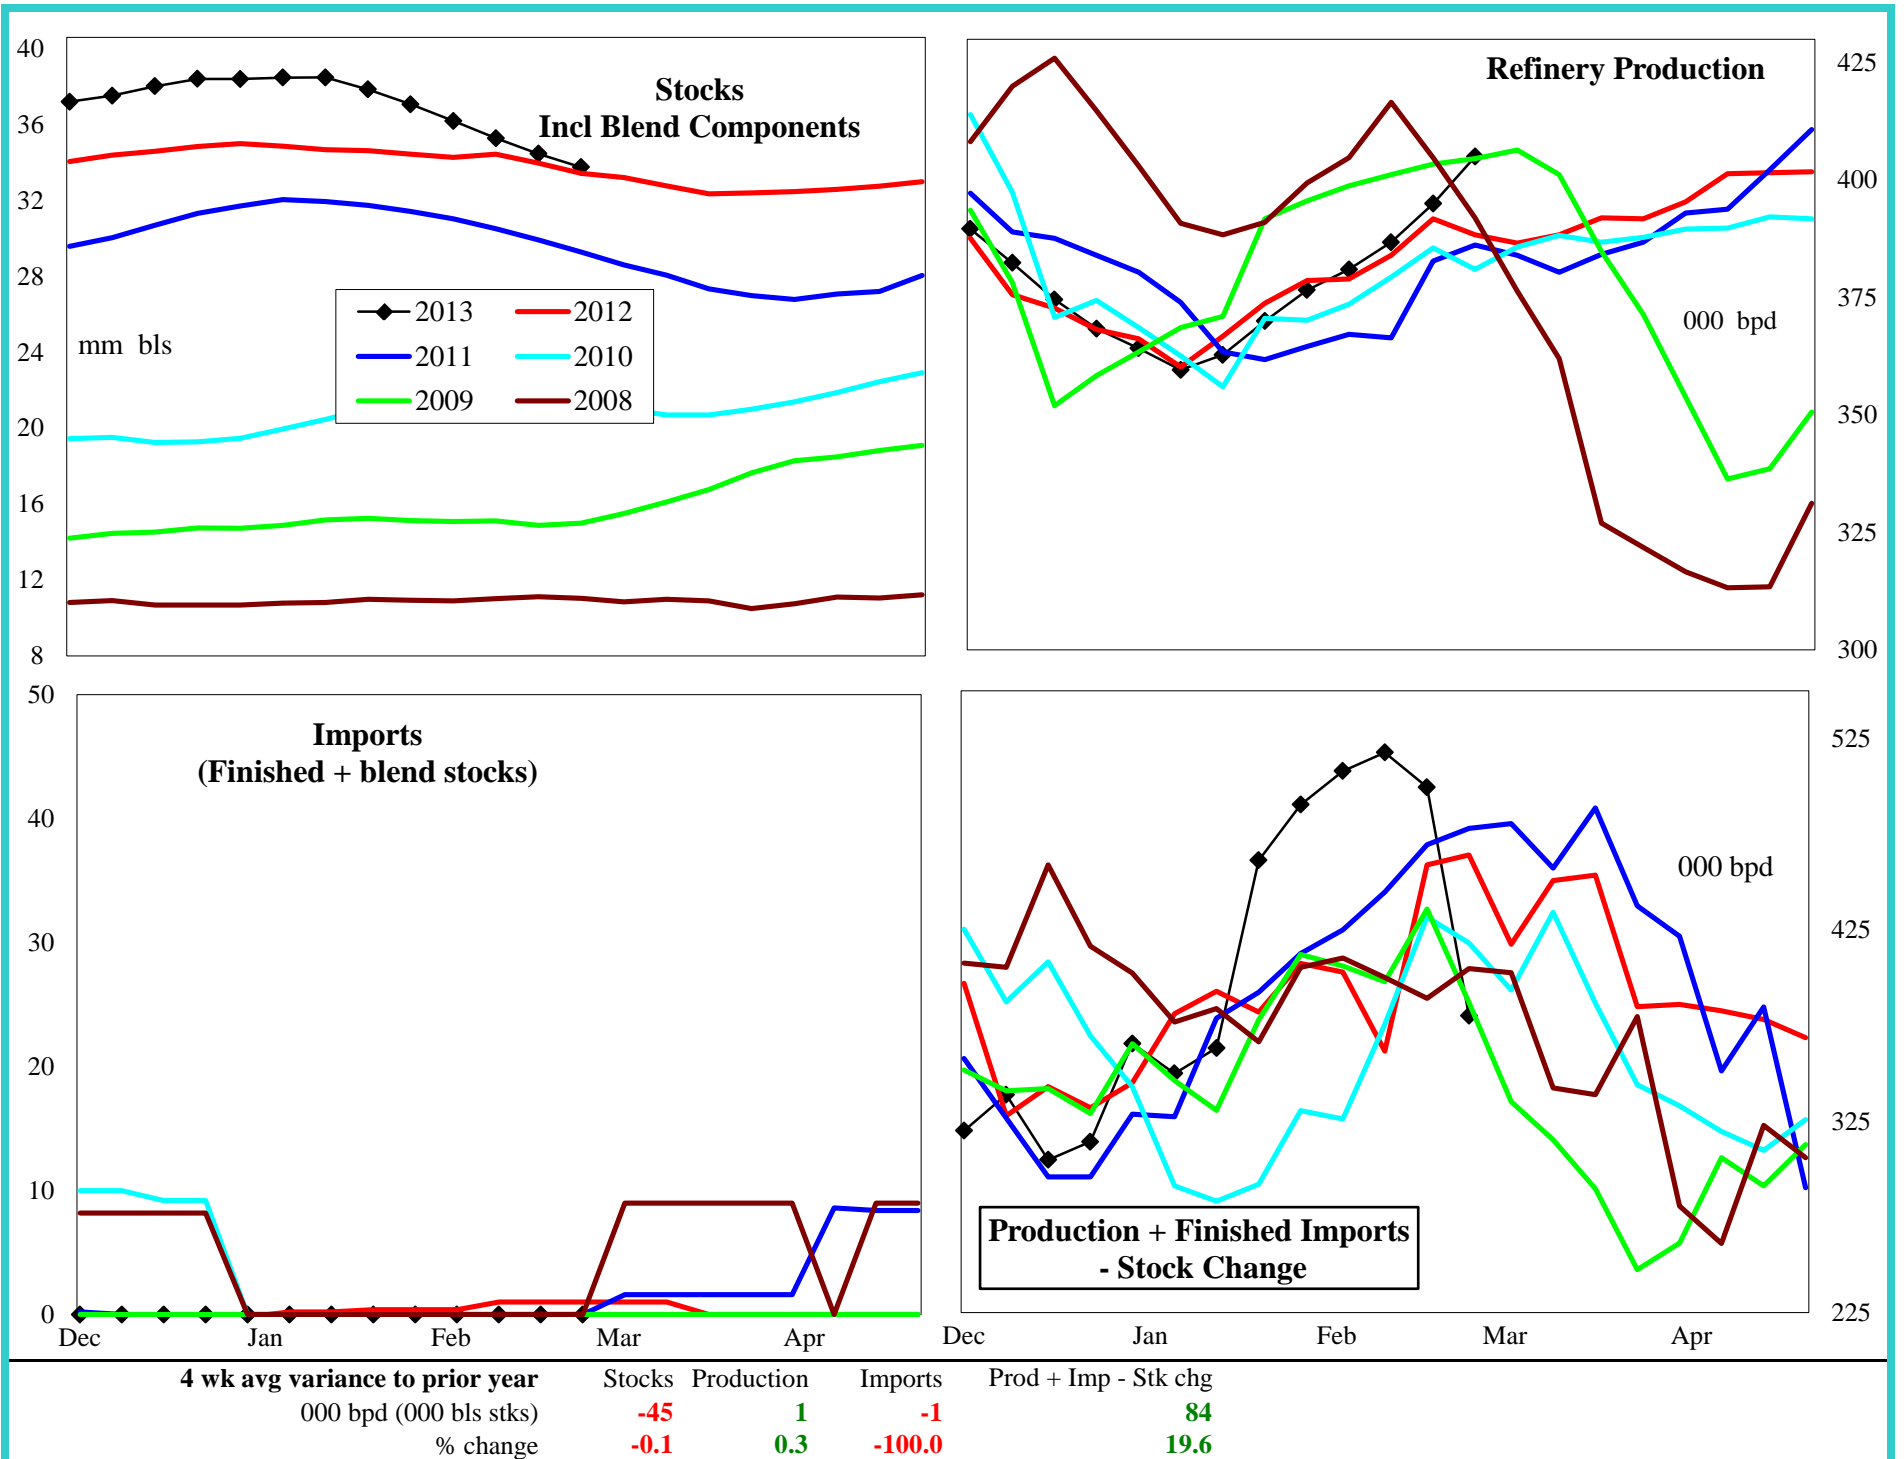 40
36
32
28
24
20
16
12
8
Stocks
Incl Blend Components
mm bls
2013 2012
2011 2010
2009 2008
Refinery Production
000 bpd
425
400
375
350
325
300
50
40
30
20
10
0
Imports
(Finished + blend stocks)
Dec Jan Feb Mar Apr
525
425
325
225
000 bpd
Production + Finished Imports
- Stock Change
Dec Jan Feb Mar Apr
4 wk avg variance to prior year Stocks Production Imports Prod + Imp - Stk chg
000 bpd (000 bls stks) -45 1 -1 84
% change -0.1 0.3 -100.0 19.6